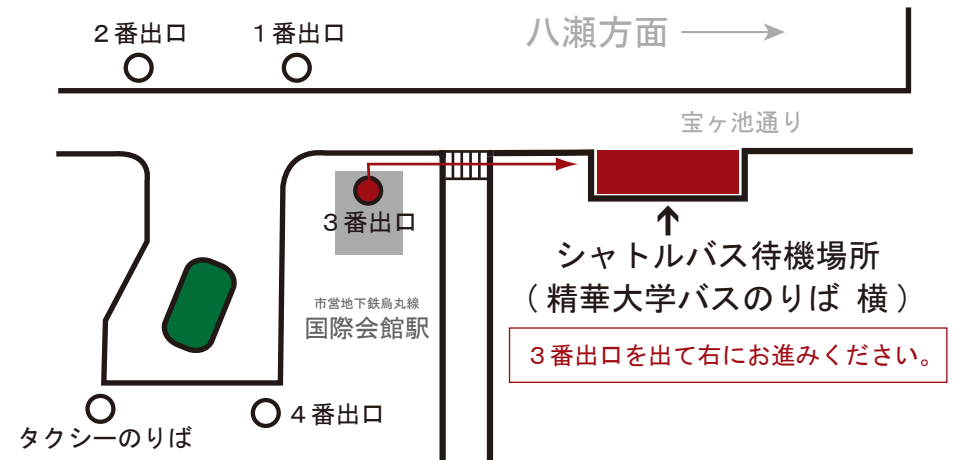 ２番出口
１番出口
八瀬方面
宝ヶ池通り
３番出口
シャトルバス待機場所
（精華大学バスのりば 横）
市営地下鉄烏丸線
国際会館駅
３番出口を出て右にお進みください。
４番出口
タクシーのりば